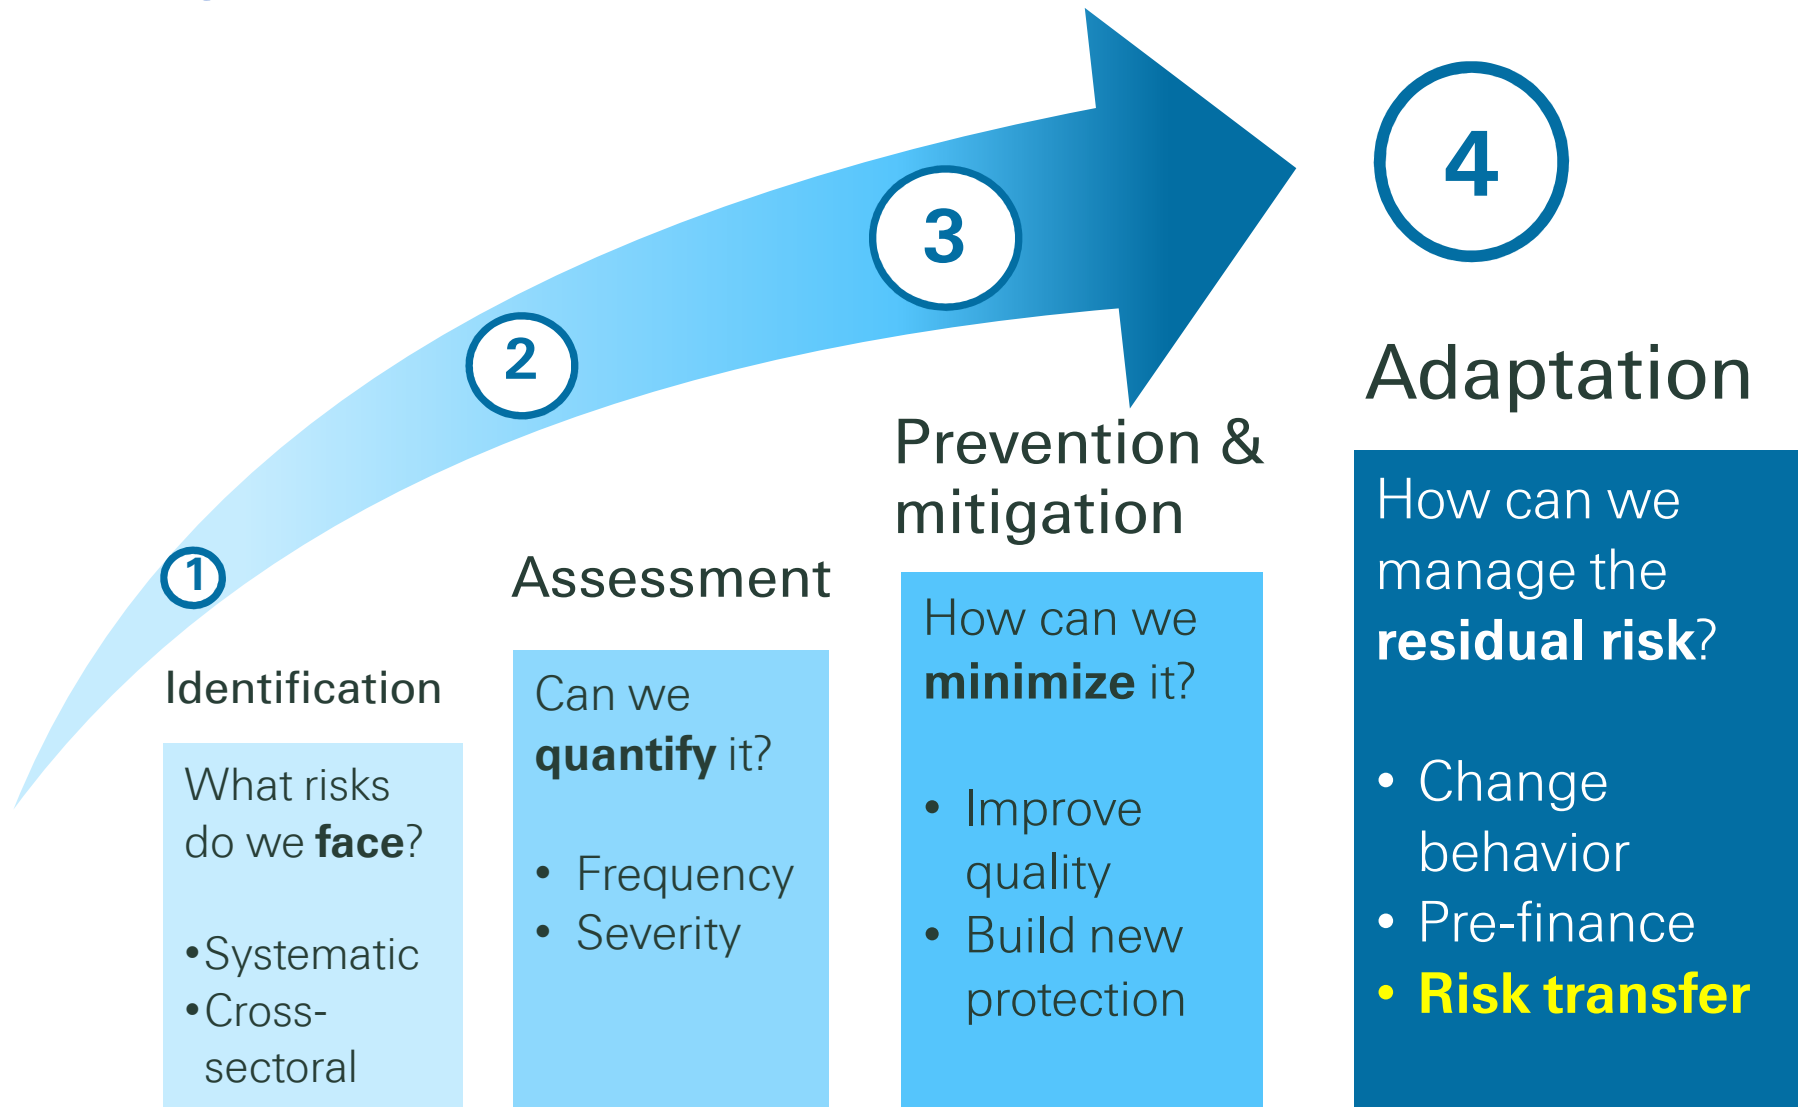 1
Identification
What risks
do we face?
•Systematic
•Cross-
sectoral
2
Assessment
Can we
quantify it?
• Frequency
• Severity
3
Prevention &
mitigation
How can we
minimize it?
• Improve
quality
• Build new
protection
4
Adaptation
How can we
manage the
residual risk?
• Change
behavior
• Pre-finance
• Risk transfer